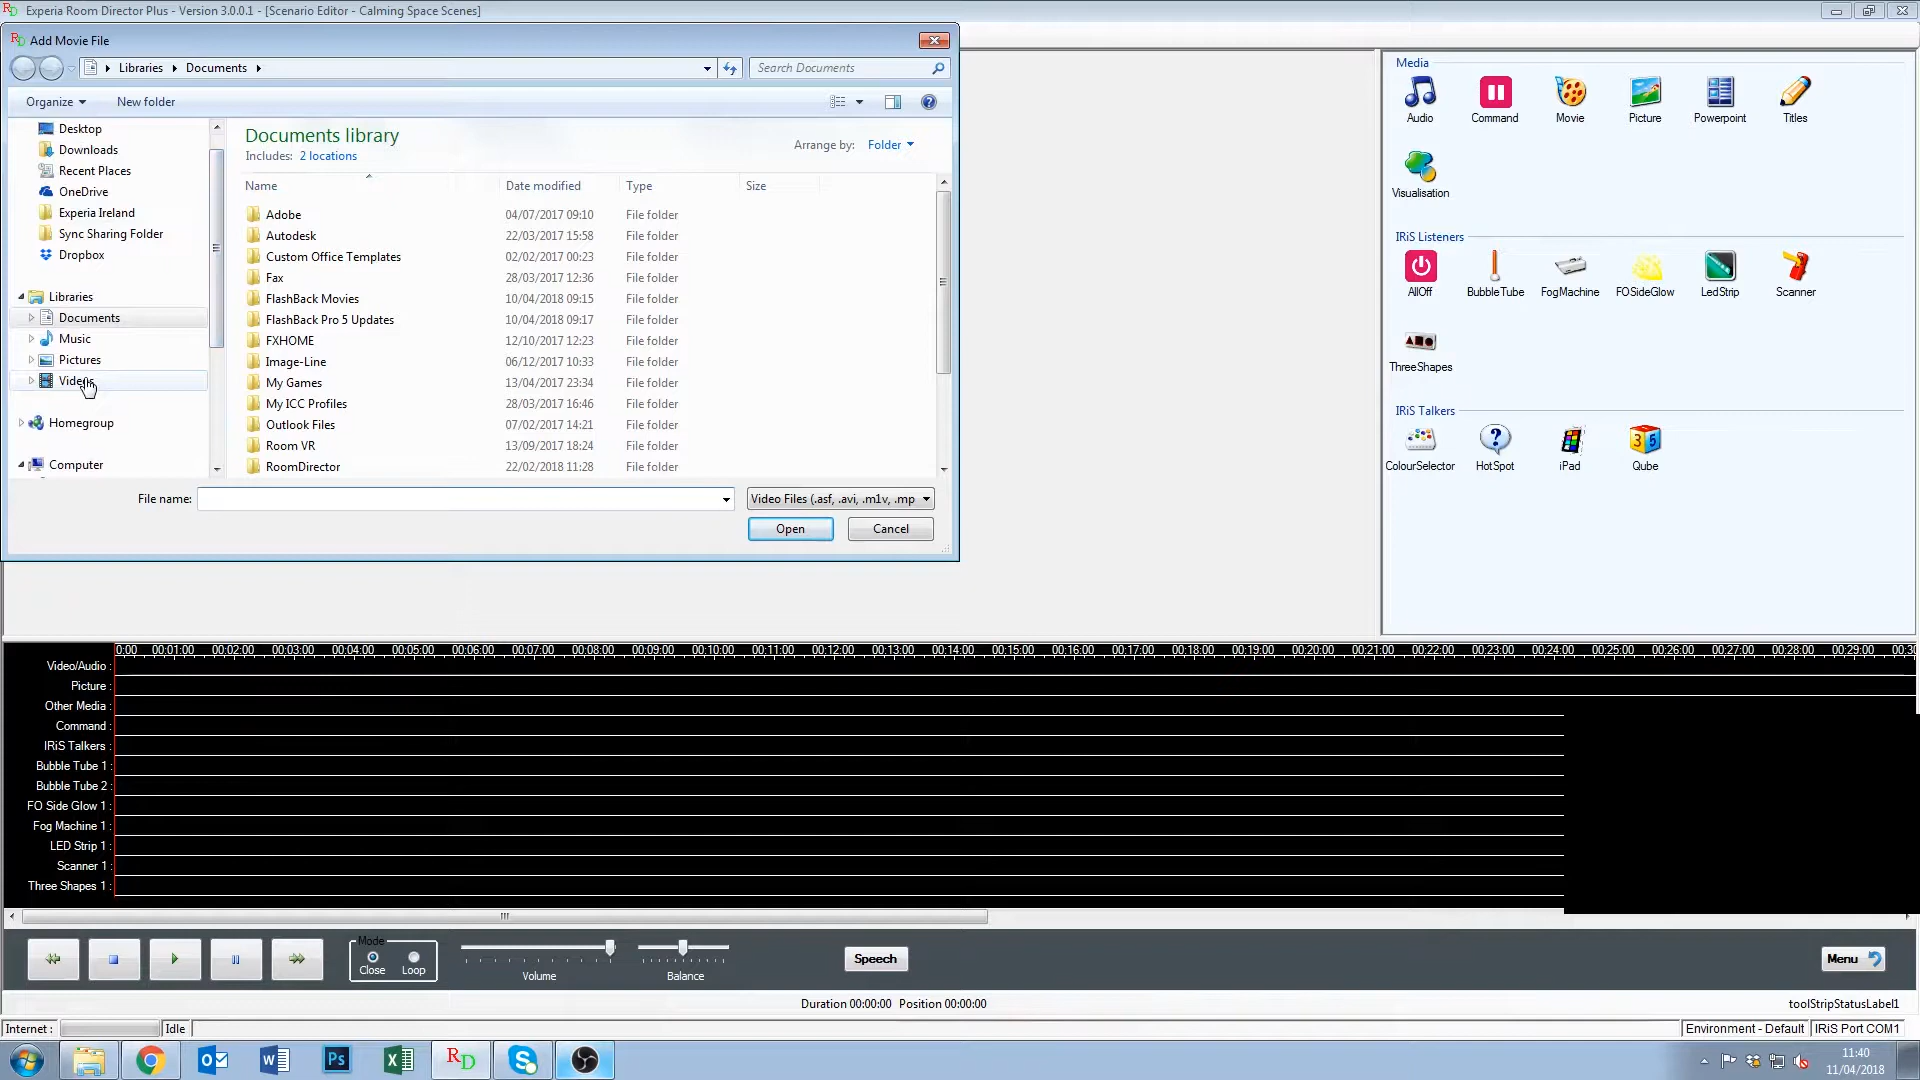 Experia Room Director Plus - Version 3.0.0.1 - [Scenario Editor - Calming Space Scenes]
Add Movie File
Libraries Documents
Search Documents
Organize New folder
Desktop
Downloads
Recent Places
OneDrive
Experia Ireland
Sync Sharing Folder
Dropbox
Libraries
Documents
Music
Pictures
Videos
Homegroup
Computer
Documents library
Includes: 2 locations
Arrange by: Folder
Name Date modified Type Size
Adobe 04/07/2017 09:10 File folder
Autodesk 22/03/2017 15:58 File folder
Custom Office Templates 02/02/2017 00:23 File folder
Fax 28/03/2017 12:36 File folder
FlashBack Movies 10/04/2018 09:15 File folder
FlashBack Pro 5 Updates 10/04/2018 09:17 File folder
FXHOME 12/10/2017 12:23 File folder
Image-Line 06/12/2017 10:33 File folder
My Games 13/04/2017 23:34 File folder
My ICC Profiles 28/03/2017 16:46 File folder
Outlook Files 07/02/2017 14:21 File folder
Room VR 13/09/2017 18:24 File folder
RoomDirector 22/02/2018 11:28 File folder
File name:
Video Files (.asf, .avi, .m1v, .mp
Open Cancel
Media
Audio Command Movie Picture Powerpoint Titles
Visualisation
IRiS Listeners
AllOff BubbleTube FogMachine FOSideGlow LedStrip Scanner
ThreeShapes
IRiS Talkers
ColourSelector HotSpot iPad Qube
0:00 00:01:00 00:02:00 00:03:00 00:04:00 00:05:00 00:06:00 00:07:00 00:08:00 00:09:00 00:10:00 00:11:00 00:12:00 00:13:00 00:14:00 00:15:00 00:16:00 00:17:00 00:18:00 00:19:00 00:20:00 00:21:00 00:22:00 00:23:00 00:24:00 00:25:00 00:26:00 00:27:00 00:28:00 00:29:00 00:30
Video/Audio :
Picture :
Other Media :
Command :
IRiS Talkers :
Bubble Tube 1 :
Bubble Tube 2 :
FO Side Glow 1 :
Fog Machine 1 :
LED Strip 1 :
Scanner 1 :
Three Shapes 1 :
Mode
Close Loop
Volume
Balance
Speech
Menu
Duration 00:00:00 Position 00:00:00
toolStripStatusLabel1
Internet : Idle
Environment - Default IRiS Port COM1
11:40
11/04/2018